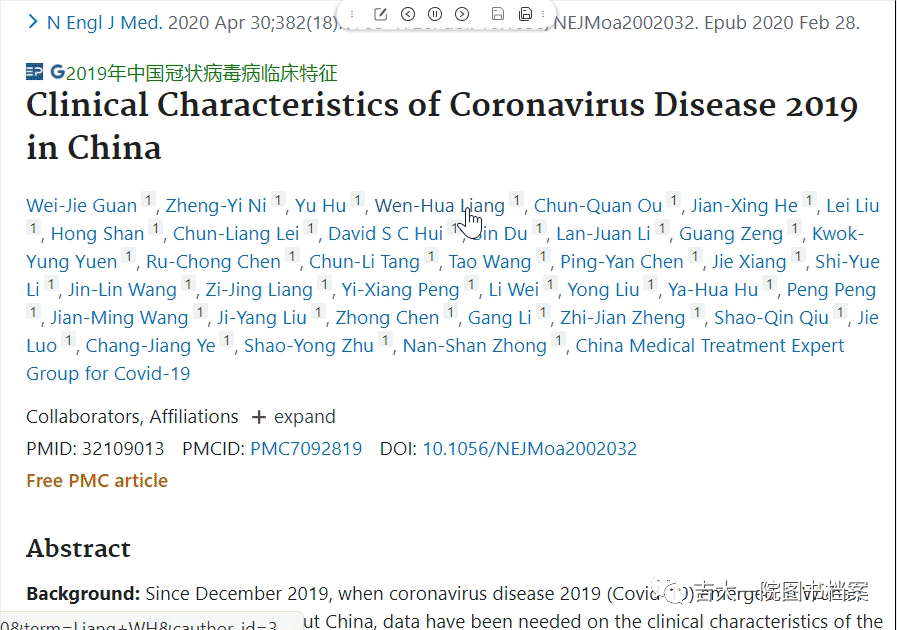 N Engl J Med. 2020 Apr 30;382(18) /NEJMoa2002032. Epub 2020 Feb 28.
EP G 2019年中国冠状病毒病临床特征
Clinical Characteristics of Coronavirus Disease 2019
in China
Wei-Jie Guan 1, Zheng-Yi Ni 1, Yu Hu 1, Wen-Hua Liang 1, Chun-Quan Ou 1, Jian-Xing He 1, Lei Liu
1, Hong Shan 1, Chun-Liang Lei 1, David S C Hui 1, Bin Du 1, Lan-Juan Li 1, Guang Zeng 1, Kwok-
Yung Yuen 1, Ru-Chong Chen 1, Chun-Li Tang 1, Tao Wang 1, Ping-Yan Chen 1, Jie Xiang 1, Shi-Yue
Li 1, Jin-Lin Wang 1, Zi-Jing Liang 1, Yi-Xiang Peng 1, Li Wei 1, Yong Liu 1, Ya-Hua Hu 1, Peng Peng
1, Jian-Ming Wang 1, Ji-Yang Liu 1, Zhong Chen 1, Gang Li 1, Zhi-Jian Zheng 1, Shao-Qin Qiu 1, Jie
Luo 1, Chang-Jiang Ye 1, Shao-Yong Zhu 1, Nan-Shan Zhong 1, China Medical Treatment Expert
Group for Covid-19
Collaborators, Affiliations + expand
PMID: 32109013 PMCID: PMC7092819 DOI: 10.1056/NEJMoa2002032
Free PMC article
Abstract
Background: Since December 2019, when coronavirus disease 2019 (Covid-19) emerged
吉大一院图书档案
0&term=Liang+WH&cauthor_id=3
ut China, data have been needed on the clinical characteristics of the